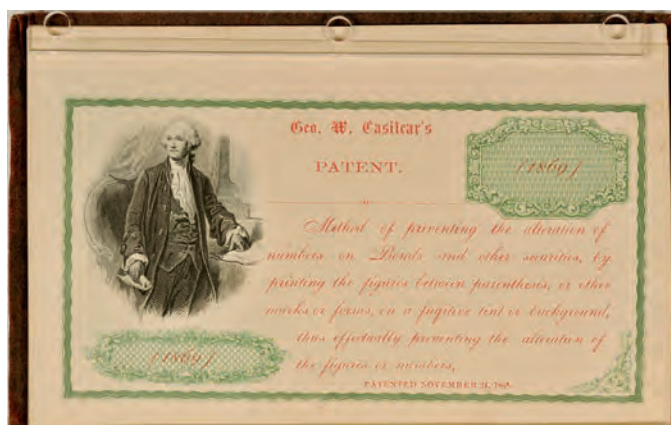 Geo. W. Casilear's
PATENT.
(1869)
Method of preventing the alteration of
numbers on Bonds and other securities, by
printing the figures between parenthesis, or other
marks or forms, on a fugitive tint or background,
thus effectually preventing the alteration of
the figures or numbers,
(1869)
PATENTED NOVEMBER 24,